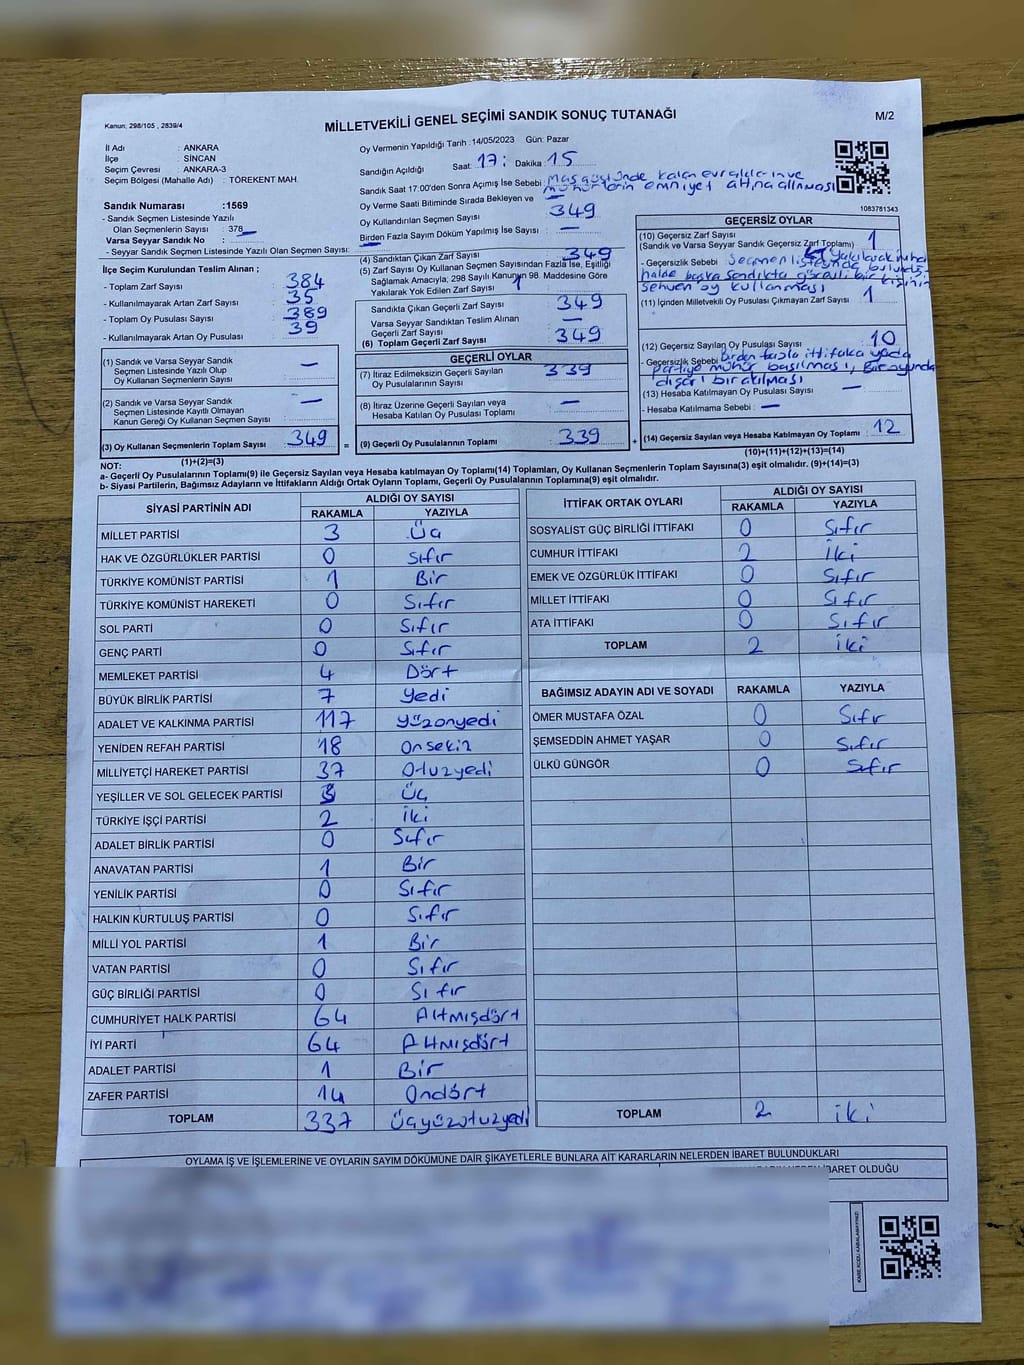 Kanun; 298/105 , 2839/4
MİLLETVEKİLİ GENEL SEÇİMİ SANDIK SONUÇ TUTANAĞI
M/2
İl Adı : ANKARA
İlçe : SİNCAN
Seçim Çevresi : ANKARA-3
Seçim Bölgesi (Mahalle Adı) : TÖREKENT MAH.
Sandık Numarası :1569
- Sandık Seçmen Listesinde Yazılı
Olan Seçmenlerin Sayısı : 378
Varsa Seyyar Sandık No :
- Seyyar Sandık Seçmen Listesinde Yazılı Olan Seçmen Sayısı:
İlçe Seçim Kurulundan Teslim Alınan ;
- Toplam Zarf Sayısı : 384
- Kullanılmayarak Artan Zarf Sayısı : 35
- Toplam Oy Pusulası Sayısı : 389
- Kullanılmayarak Artan Oy Pusulası : 39
(1) Sandık ve Varsa Seyyar Sandık
Seçmen Listesinde Yazılı Olup
Oy Kullanan Seçmenlerin Sayısı : —
(2) Sandık ve Varsa Seyyar Sandık
Seçmen Listesinde Kayıtlı Olmayan
Kanun Gereği Oy Kullanan Seçmen Sayısı : —
(3) Oy Kullanan Seçmenlerin Toplam Sayısı : 349
(1)+(2)=(3)
Oy Vermenin Yapıldığı Tarih :14/05/2023 Gün: Pazar
Sandığın Açıldığı Saat: 17: Dakika: 15
Sandık Saat 17:00'den Sonra Açılmış İse Sebebi : Masa üstünde kalan evrakların ve
mühürlerin emniyet altına alınması
Oy Verme Saati Bitiminde Sırada Bekleyen ve —
Oy Kullandırılan Seçmen Sayısı : 349
Birden Fazla Sayım Döküm Yapılmış İse Sayısı : —
(4) Sandıktan Çıkan Zarf Sayısı : 349
(5) Zarf Sayısı Oy Kullanan Seçmen Sayısından Fazla İse, Eşitliği
Sağlamak Amacıyla; 298 Sayılı Kanunun 98. Maddesine Göre
Yakılarak Yok Edilen Zarf Sayısı : 1
Sandıkta Çıkan Geçerli Zarf Sayısı : 349
Varsa Seyyar Sandıktan Teslim Alınan
Geçerli Zarf Sayısı : —
(6) Toplam Geçerli Zarf Sayısı : 349
GEÇERLİ OYLAR
(7) İtiraz Edilmeksizin Geçerli Sayılan
Oy Pusulalarının Sayısı : 339
(8) İtiraz Üzerine Geçerli Sayılan veya
Hesaba Katılan Oy Pusulası Toplamı : —
= (9) Geçerli Oy Pusulalarının Toplamı : 339
1083781343
GEÇERSİZ OYLAR
(10) Geçersiz Zarf Sayısı
(Sandık ve Varsa Seyyar Sandık Geçersiz Zarf Toplamı) : 1
- Geçersizlik Sebebi : Seçmen listesinde
halde başka sandıkta görevli bir
sehven oy kullanması
(11) İçinden Milletvekili Oy Pusulası Çıkmayan Zarf Sayısı : 1
(12) Geçersiz Sayılan Oy Pusulası Sayısı : 10
- Geçersizlik Sebebi : Birden fazla ittifaka yada
partiye mühür basılması, Bir oyunda
dışarı bırakılması
(13) Hesaba Katılmayan Oy Pusulası Sayısı : —
- Hesaba Katılmama Sebebi : —
+ (14) Geçersiz Sayılan veya Hesaba Katılmayan Oy Toplamı : 12
(10)+(11)+(12)+(13)=(14)
NOT:
a- Geçerli Oy Pusulalarının Toplamı(9) ile Geçersiz Sayılan veya Hesaba katılmayan Oy Toplamı(14) Toplamları, Oy Kullanan Seçmenlerin Toplam Sayısına(3) eşit olmalıdır. (9)+(14)=(3)
b- Siyasi Partilerin, Bağımsız Adayların ve İttifakların Aldığı Ortak Oyların Toplamı, Geçerli Oy Pusulalarının Toplamına(9) eşit olmalıdır.
SİYASİ PARTİNİN ADI ALDIĞI OY SAYISI
RAKAMLA YAZIYLA
MİLLET PARTİSİ 3 Üç
HAK VE ÖZGÜRLÜKLER PARTİSİ 0 Sıfır
TÜRKİYE KOMÜNİST PARTİSİ 1 Bir
TÜRKİYE KOMÜNİST HAREKETİ 0 Sıfır
SOL PARTİ 0 Sıfır
GENÇ PARTİ 0 Sıfır
MEMLEKET PARTİSİ 4 Dört
BÜYÜK BİRLİK PARTİSİ 7 Yedi
ADALET VE KALKINMA PARTİSİ 117 Yüzonyedi
YENİDEN REFAH PARTİSİ 18 Onsekiz
MİLLİYETÇİ HAREKET PARTİSİ 37 Otuzyedi
YEŞİLLER VE SOL GELECEK PARTİSİ 3 Üç
TÜRKİYE İŞÇİ PARTİSİ 2 İki
ADALET BİRLİK PARTİSİ 0 Sıfır
ANAVATAN PARTİSİ 1 Bir
YENİLİK PARTİSİ 0 Sıfır
HALKIN KURTULUŞ PARTİSİ 0 Sıfır
MİLLİ YOL PARTİSİ 1 Bir
VATAN PARTİSİ 0 Sıfır
GÜÇ BİRLİĞİ PARTİSİ 0 Sıfır
CUMHURİYET HALK PARTİSİ 64 Altmışdört
İYİ PARTİ 64 Altmışdört
ADALET PARTİSİ 1 Bir
ZAFER PARTİSİ 14 Ondört
TOPLAM 337 Üçyüzotuzyedi
İTTİFAK ORTAK OYLARI ALDIĞI OY SAYISI
RAKAMLA YAZIYLA
SOSYALİST GÜÇ BİRLİĞİ İTTİFAKI 0 Sıfır
CUMHUR İTTİFAKI 2 İki
EMEK VE ÖZGÜRLÜK İTTİFAKI 0 Sıfır
MİLLET İTTİFAKI 0 Sıfır
ATA İTTİFAKI 0 Sıfır
TOPLAM 2 İki
BAĞIMSIZ ADAYIN ADI VE SOYADI RAKAMLA YAZIYLA
ÖMER MUSTAFA ÖZAL 0 Sıfır
ŞEMSEDDİN AHMET YAŞAR 0 Sıfır
ÜLKÜ GÜNGÖR 0 Sıfır
TOPLAM 2 İki
OYLAMA İŞ VE İŞLEMLERİNE VE OYLARIN SAYIM DÖKÜMÜNE DAİR ŞİKAYETLERLE BUNLARA AİT KARARLARIN NELERDEN İBARET BULUNDUKLARI
İBARET OLDUĞU